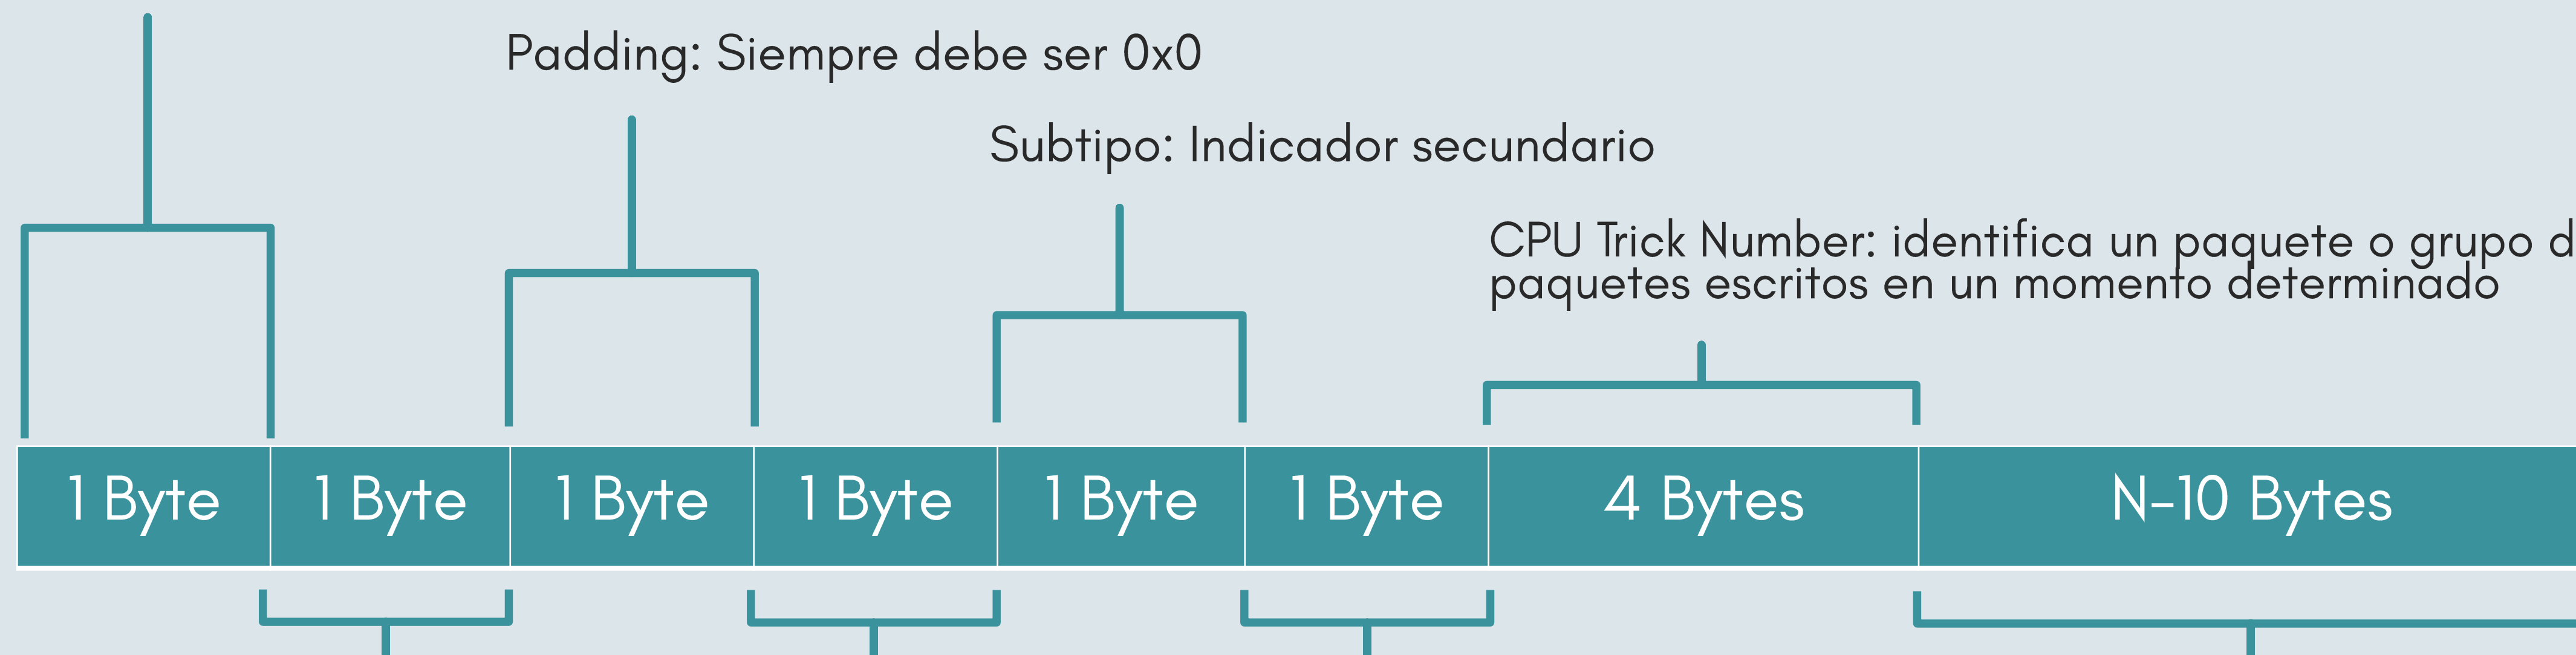 Padding: Siempre debe ser 0x0
Subtipo: Indicador secundario
CPU Trick Number: identifica un paquete o grupo d
paquetes escritos en un momento determinado
1 Byte
1 Byte
1 Byte
1 Byte
1 Byte
1 Byte
4 Bytes
N-10 Bytes